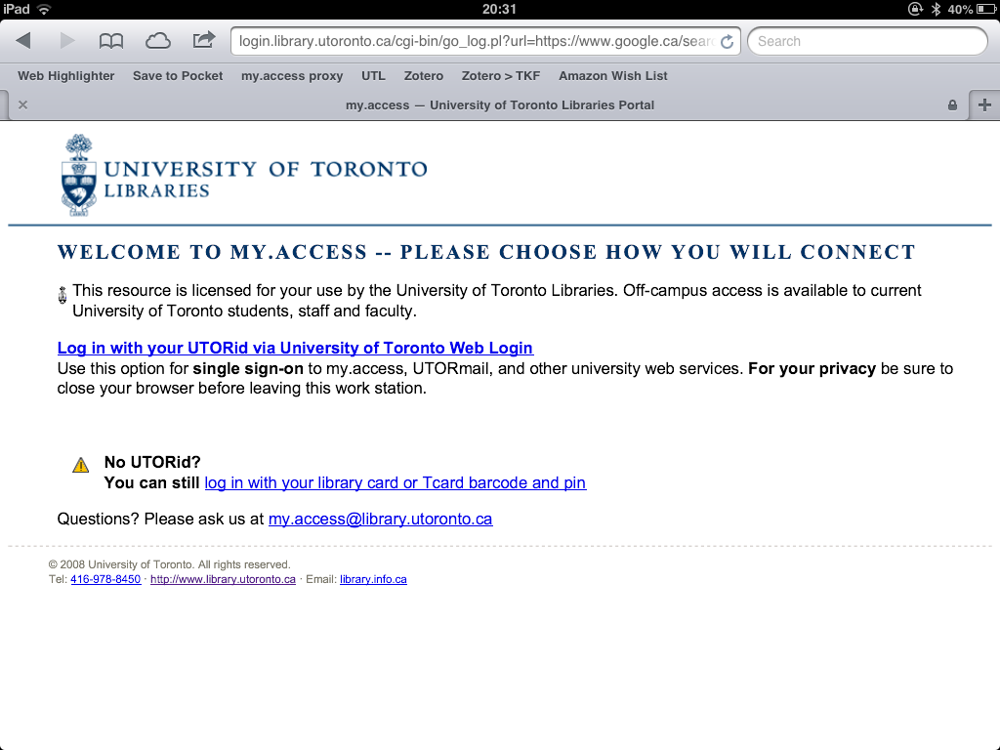 iPad 20:31 40%
login.library.utoronto.ca/cgi-bin/go_log.pl?url=https://www.google.ca/sear Search
Web Highlighter Save to Pocket my.access proxy UTL Zotero Zotero > TKF Amazon Wish List
my.access — University of Toronto Libraries Portal
UNIVERSITY OF TORONTO
LIBRARIES
WELCOME TO MY.ACCESS -- PLEASE CHOOSE HOW YOU WILL CONNECT
This resource is licensed for your use by the University of Toronto Libraries. Off-campus access is available to current
University of Toronto students, staff and faculty.
Log in with your UTORid via University of Toronto Web Login
Use this option for single sign-on to my.access, UTORmail, and other university web services. For your privacy be sure to
close your browser before leaving this work station.
No UTORid?
You can still log in with your library card or Tcard barcode and pin
Questions? Please ask us at my.access@library.utoronto.ca
© 2008 University of Toronto. All rights reserved.
Tel: 416-978-8450 · http://www.library.utoronto.ca · Email: library.info.ca